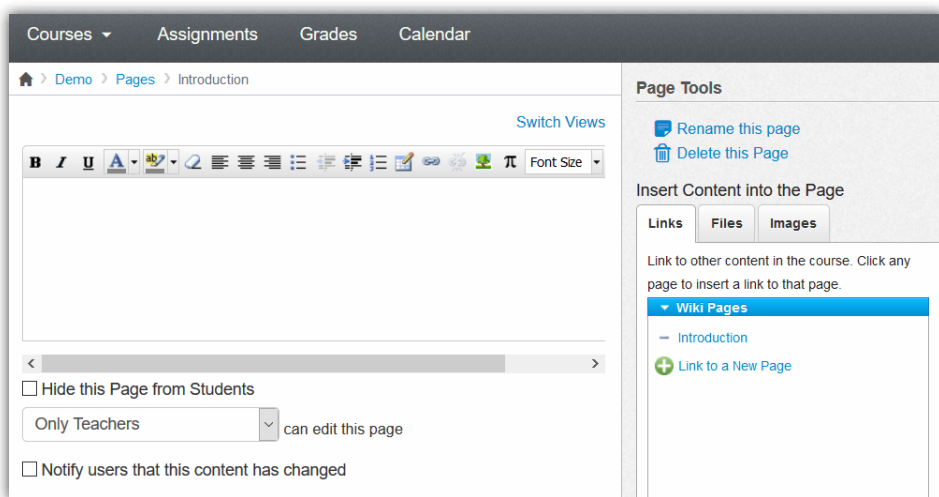 Courses Assignments Grades Calendar
Demo Pages Introduction
Switch Views
B I U A ab π Font Size
Hide this Page from Students
Only Teachers can edit this page
Notify users that this content has changed
Page Tools
Rename this page
Delete this Page
Insert Content into the Page
Links Files Images
Link to other content in the course. Click any
page to insert a link to that page.
Wiki Pages
Introduction
Link to a New Page